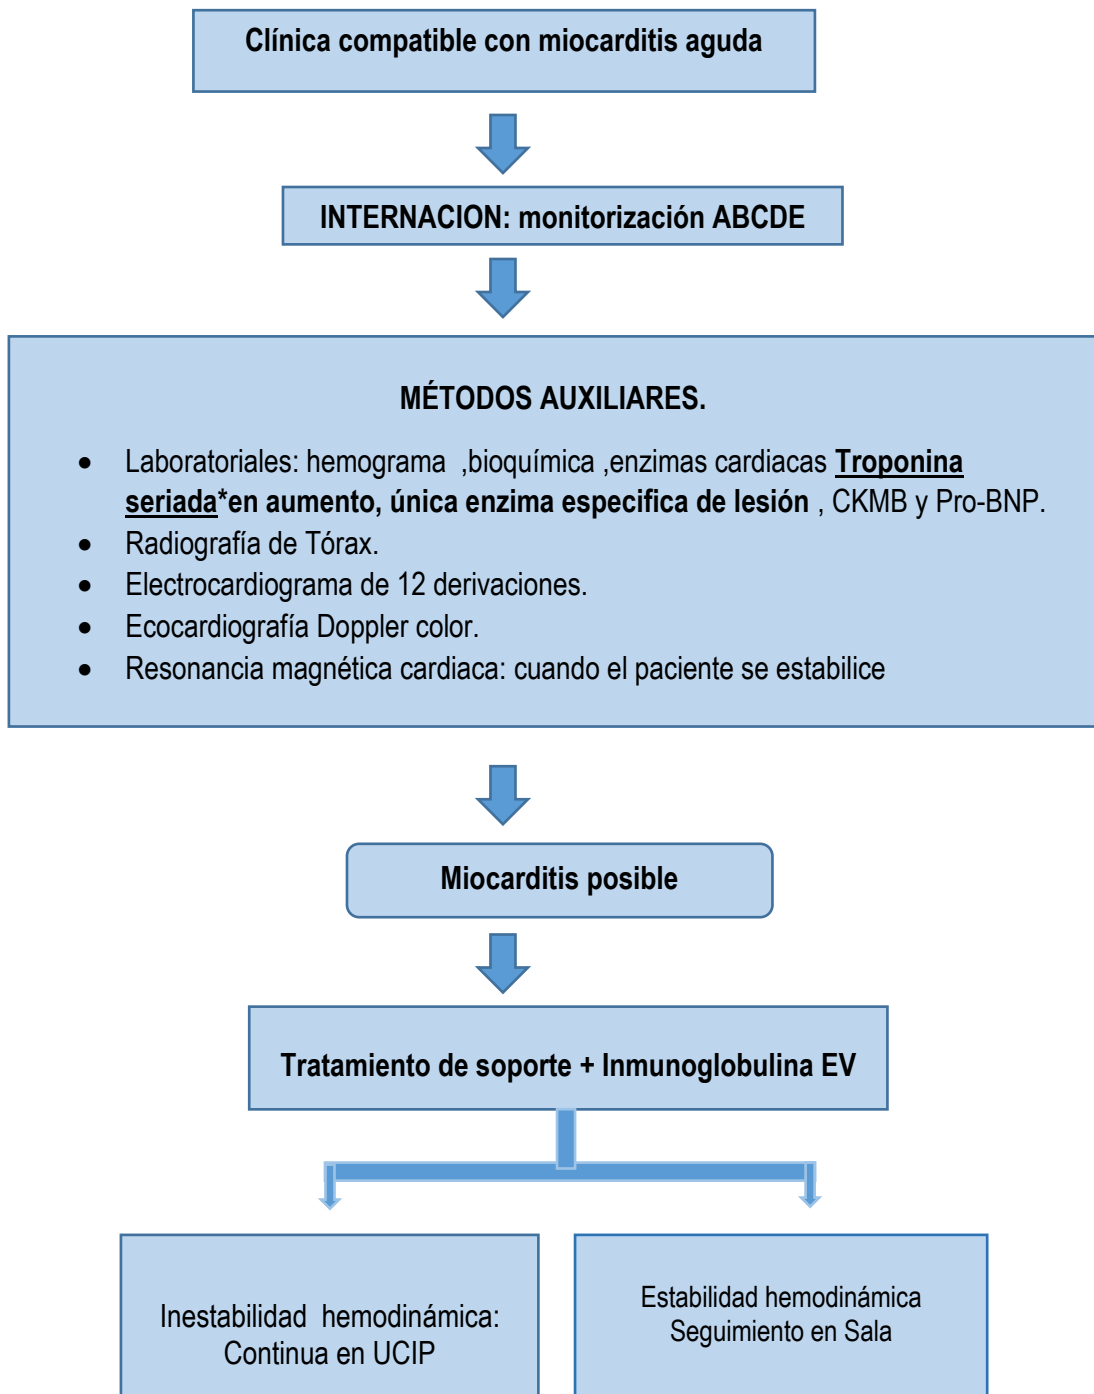 Clínica compatible con miocarditis aguda
INTERNACION: monitorización ABCDE
MÉTODOS AUXILIARES.
● Laboratoriales: hemograma ,bioquímica ,enzimas cardiacas Troponina
seriada*en aumento, única enzima especifica de lesión , CKMB y Pro-BNP.
● Radiografía de Tórax.
● Electrocardiograma de 12 derivaciones.
● Ecocardiografía Doppler color.
● Resonancia magnética cardiaca: cuando el paciente se estabilice
Miocarditis posible
Tratamiento de soporte + Inmunoglobulina EV
Inestabilidad hemodinámica:
Continua en UCIP
Estabilidad hemodinámica
Seguimiento en Sala